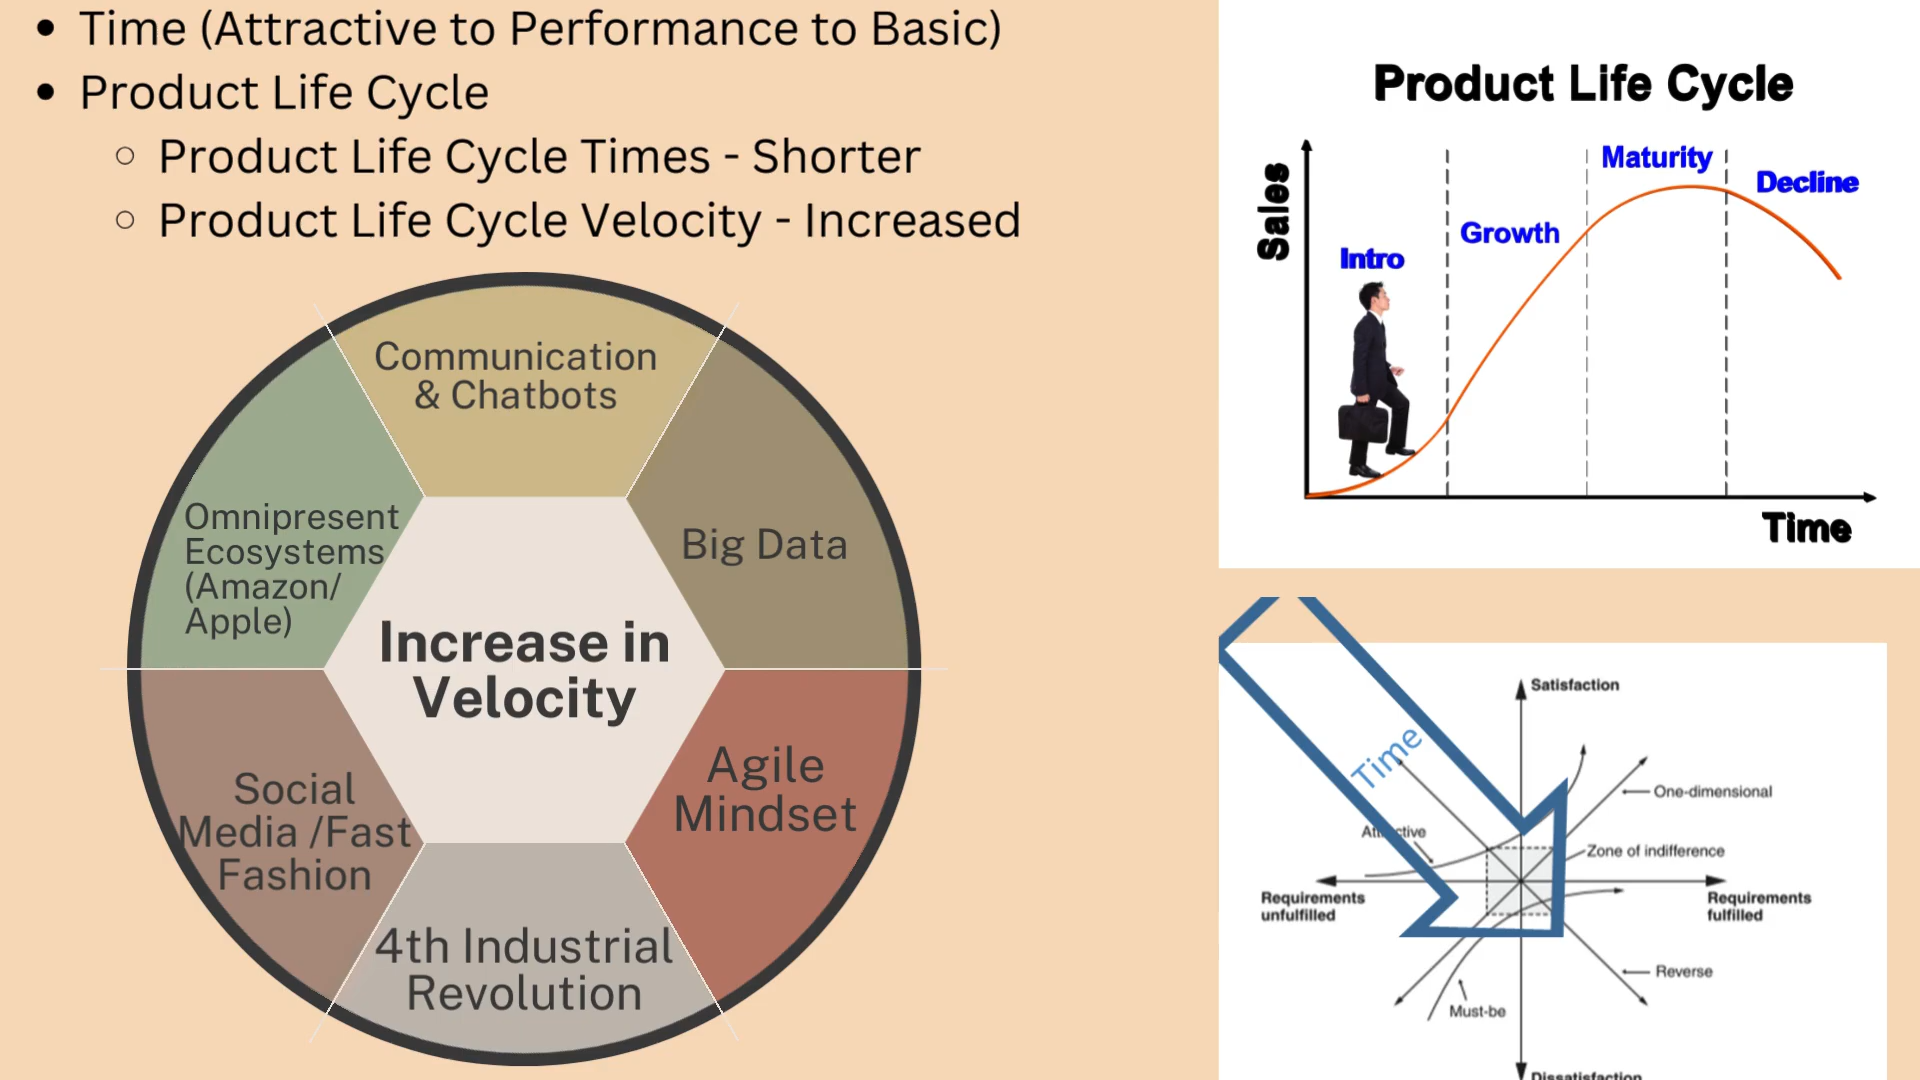 Time (Attractive to Performance to Basic)
Product Life Cycle
Product Life Cycle Times - Shorter
Product Life Cycle Velocity - Increased
Communication
& Chatbots
Big Data
Agile
Mindset
4th Industrial
Revolution
Social
Media /Fast
Fashion
Omnipresent
Ecosystems
(Amazon/
Apple)
Increase in
Velocity
Product Life Cycle
Sales
Intro
Growth
Maturity
Decline
Time
Time
Satisfaction
One-dimensional
Attractive
Zone of indifference
Requirements
unfulfilled
Requirements
fulfilled
Reverse
Must-be
Dissatisfaction